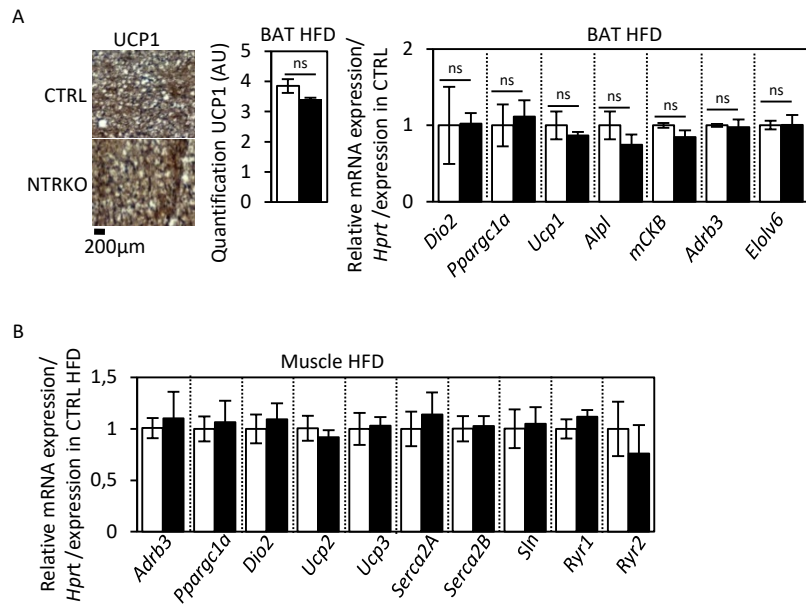 A
UCP1
CTRL
NTRKO
200µm
BAT HFD
Quantification UCP1 (AU)
5
4
3
2
1
0
ns
BAT HFD
Relative mRNA expression/
Hprt /expression in CTRL
2
1
0
ns
ns
ns
ns
ns
ns
ns
Dio2
Ppargc1a
Ucp1
Alpl
mCKB
Adrb3
Elolv6
B
Muscle HFD
Relative mRNA expression/
Hprt /expression in CTRL HFD
1,5
1
0,5
0
Adrb3
Ppargc1a
Dio2
Ucp2
Ucp3
Serca2A
Serca2B
Sln
Ryr1
Ryr2